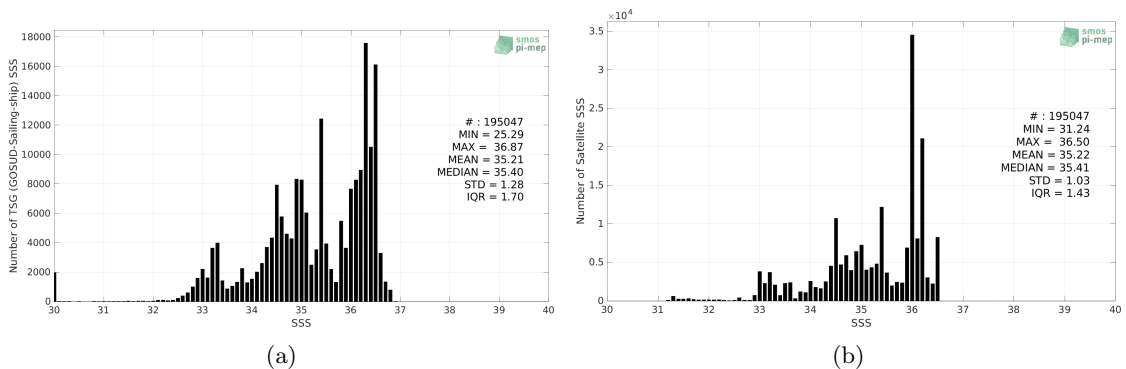 18000
16000
14000
12000
10000
8000
6000
4000
2000
0
Number of TSG (GOSUD-Sailing-ship) SSS
smos
pi-mep
# : 195047
MIN = 25.29
MAX = 36.87
MEAN = 35.21
MEDIAN = 35.40
STD = 1.28
IQR = 1.70
30 31 32 33 34 35 36 37 38 39 40
SSS
(a)
×10⁴
3.5
3
2.5
2
1.5
1
0.5
0
Number of Satellite SSS
smos
pi-mep
# : 195047
MIN = 31.24
MAX = 36.50
MEAN = 35.22
MEDIAN = 35.41
STD = 1.03
IQR = 1.43
30 31 32 33 34 35 36 37 38 39 40
SSS
(b)